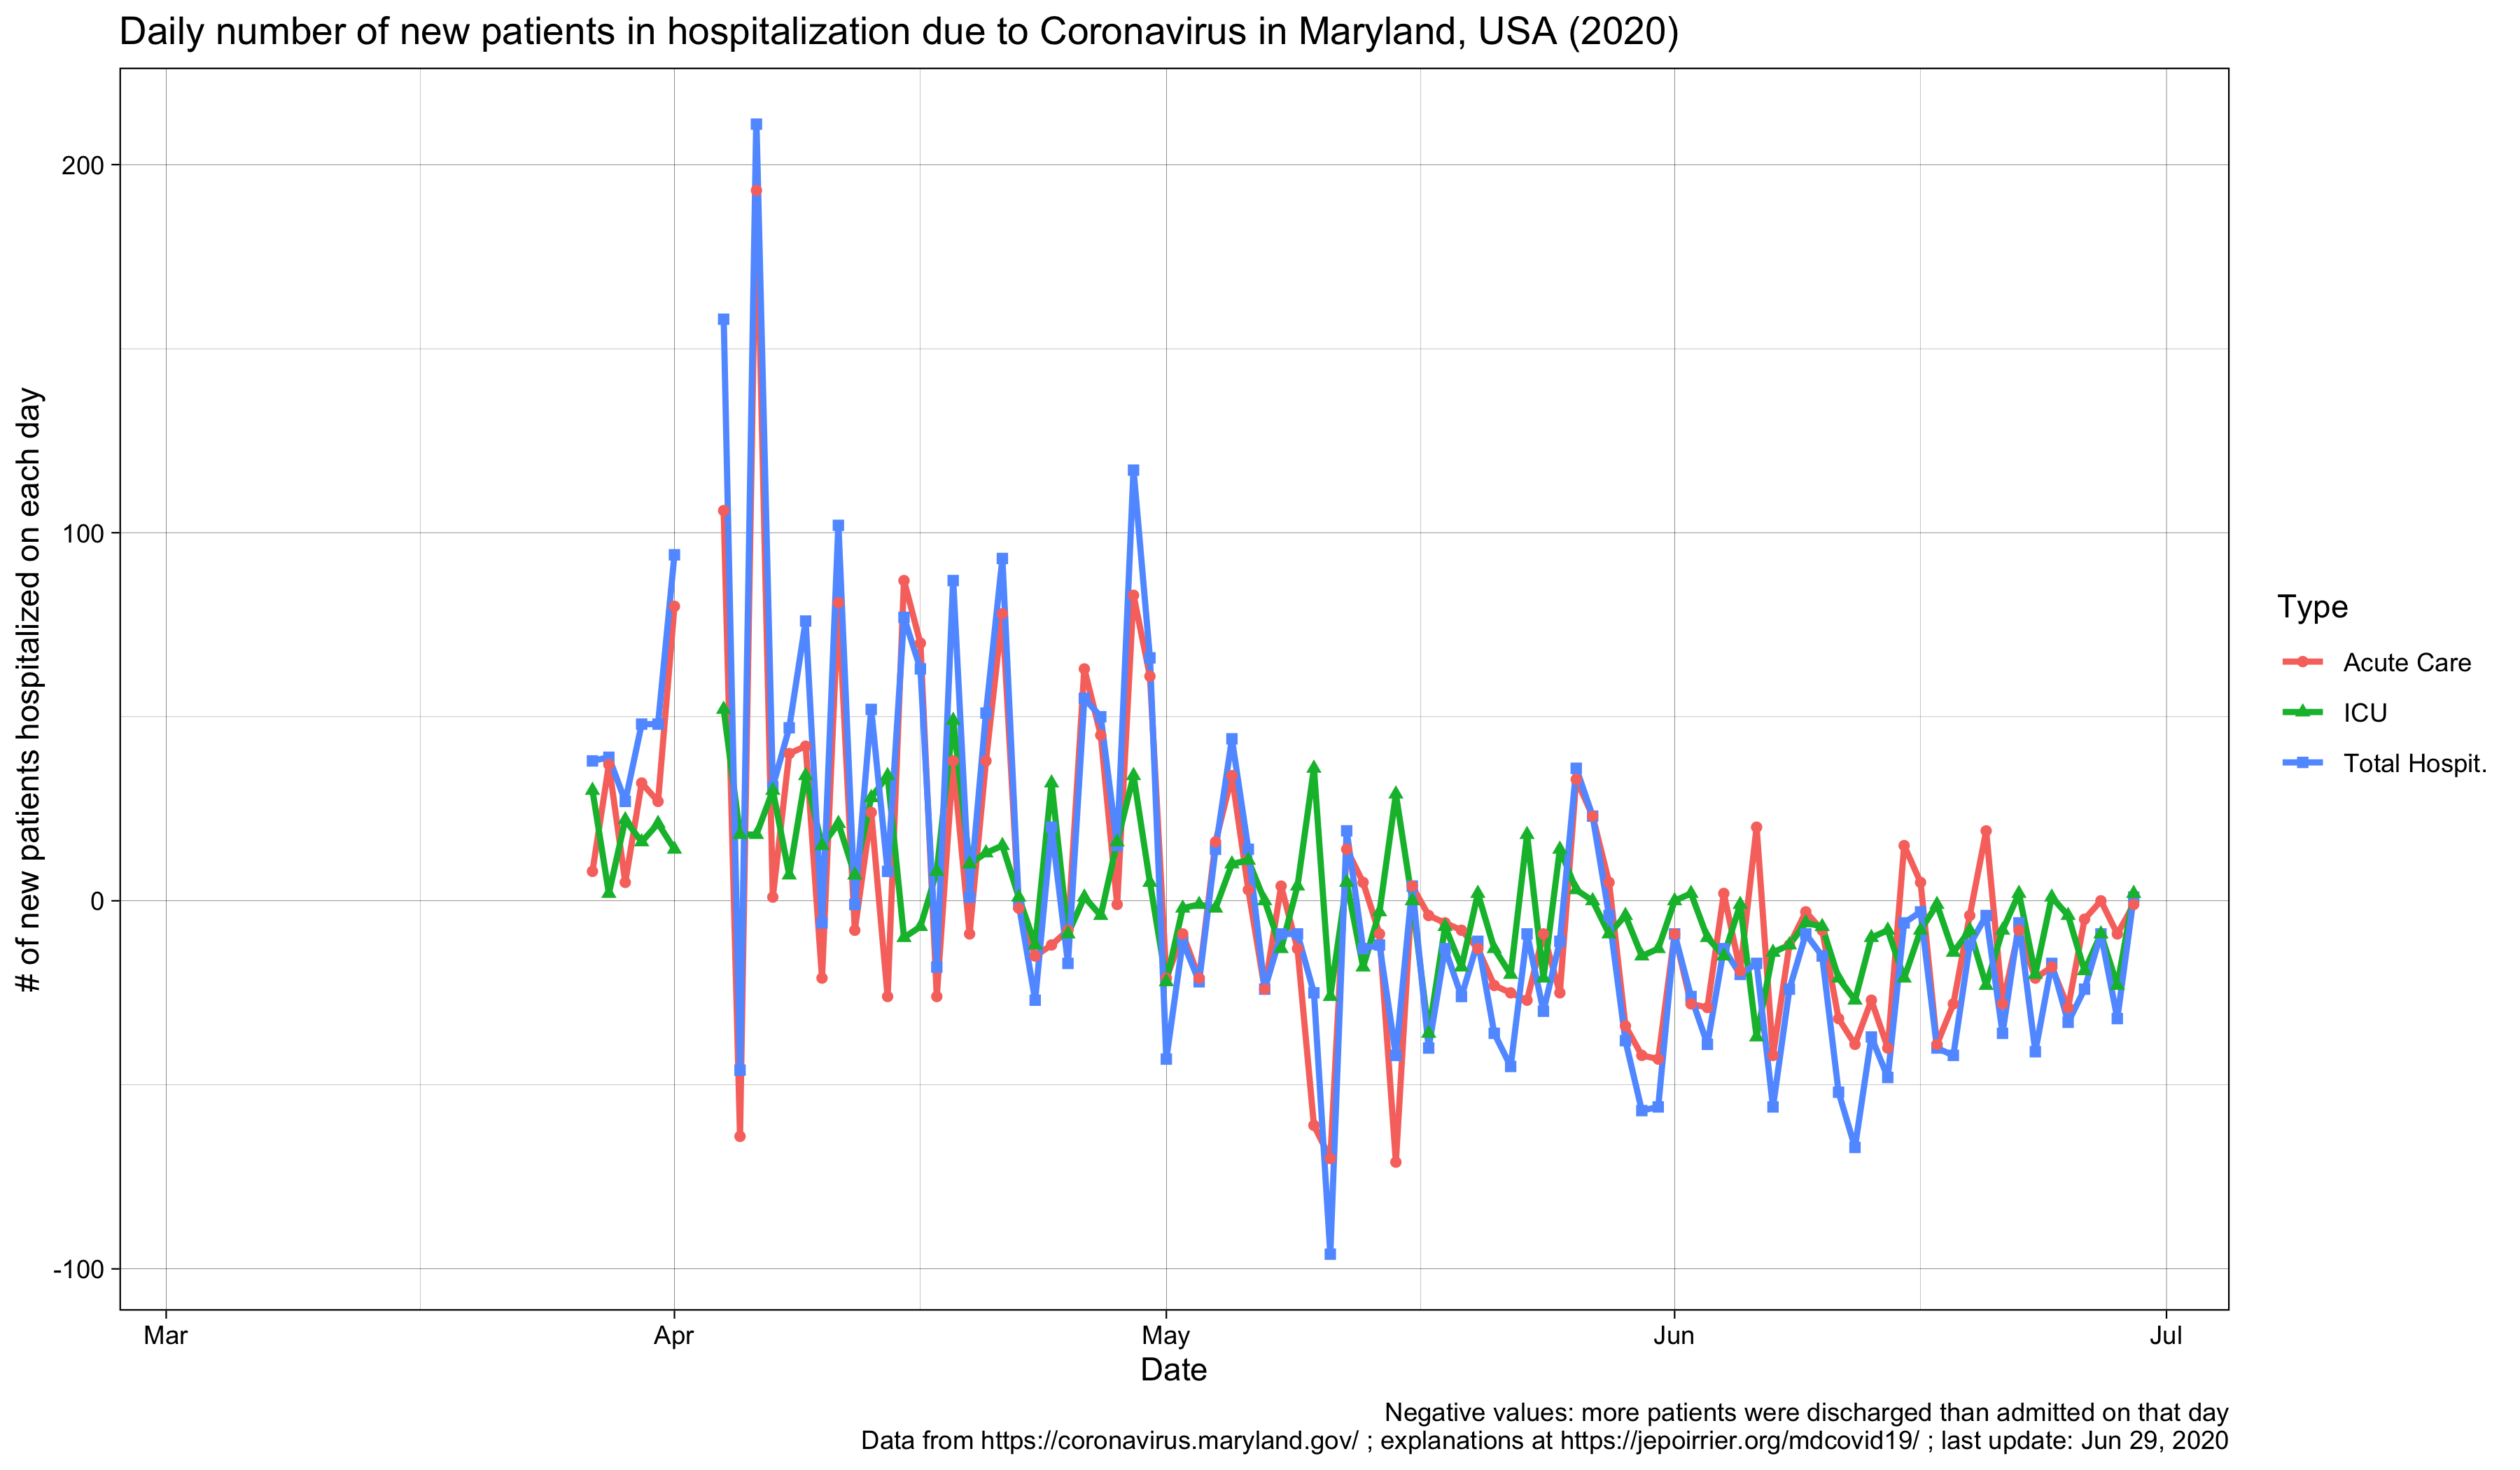 Daily number of new patients in hospitalization due to Coronavirus in Maryland, USA (2020)
# of new patients hospitalized on each day
200
100
0
-100
Mar
Apr
May
Jun
Jul
Date
Type
Acute Care
ICU
Total Hospit.
Negative values: more patients were discharged than admitted on that day
Data from https://coronavirus.maryland.gov/ ; explanations at https://jepoirrier.org/mdcovid19/ ; last update: Jun 29, 2020